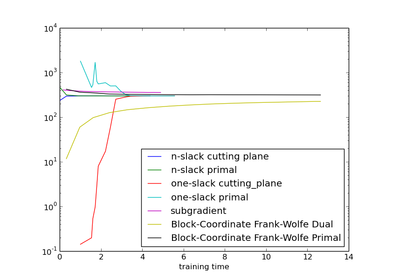 10^4
10^3
10^2
10^1
10^0
10^-1
0 2 4 6 8 10 12 14
training time
n-slack cutting plane
n-slack primal
one-slack cutting_plane
one-slack primal
subgradient
Block-Coordinate Frank-Wolfe Dual
Block-Coordinate Frank-Wolfe Primal